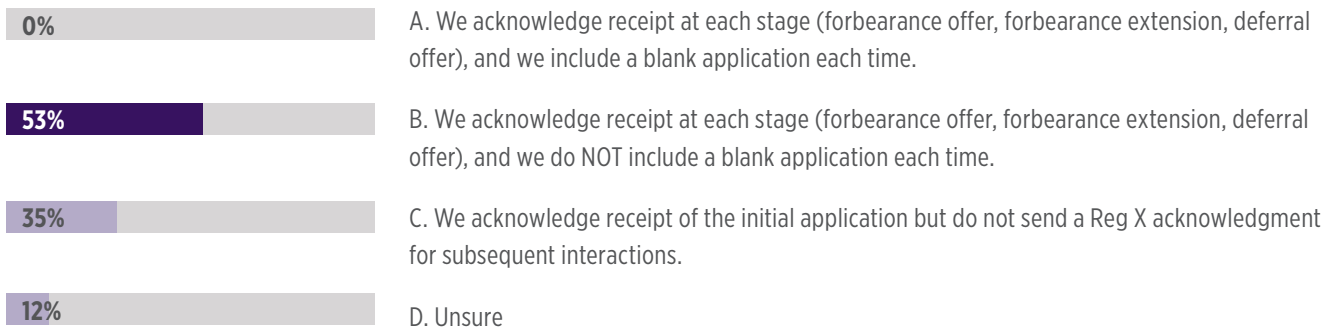 0%
A. We acknowledge receipt at each stage (forbearance offer, forbearance extension, deferral
offer), and we include a blank application each time.
53%
B. We acknowledge receipt at each stage (forbearance offer, forbearance extension, deferral
offer), and we do NOT include a blank application each time.
35%
C. We acknowledge receipt of the initial application but do not send a Reg X acknowledgment
for subsequent interactions.
12%
D. Unsure